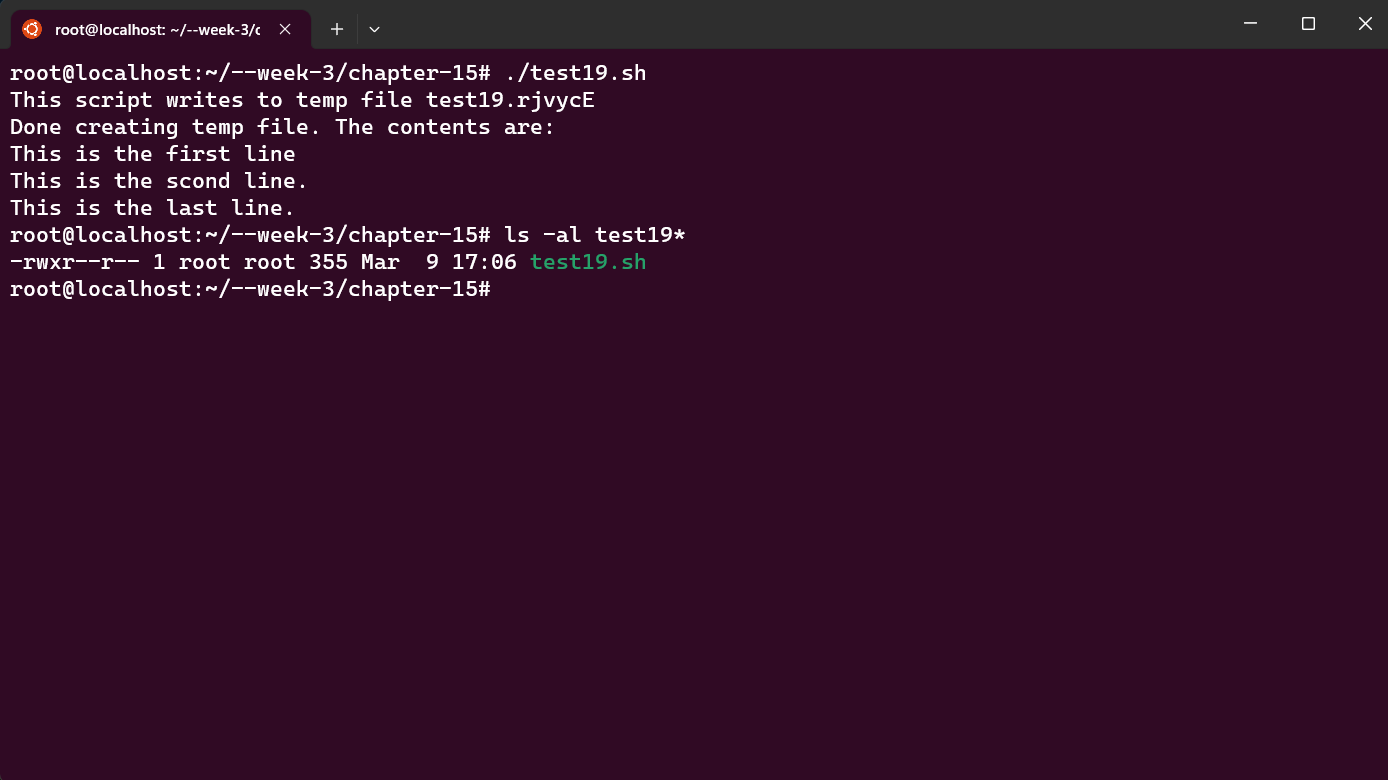 root@localhost: ~/--week-3/c
root@localhost:~/--week-3/chapter-15# ./test19.sh
This script writes to temp file test19.rjvycE
Done creating temp file. The contents are:
This is the first line
This is the scond line.
This is the last line.
root@localhost:~/--week-3/chapter-15# ls -al test19*
-rwxr--r-- 1 root root 355 Mar  9 17:06 test19.sh
root@localhost:~/--week-3/chapter-15#